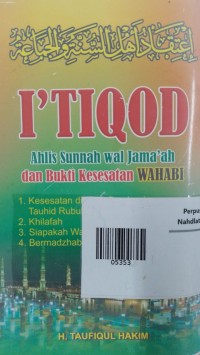 اعتقاد اهل السنة والجماعة
I'TIQOD
Ahlis Sunnah wal Jama'ah
dan Bukti Kesesatan WAHABI
1. Kesesatan d
Tauhid Rubu
2. Khilafah
3. Siapakah Wa
4. Bermadzhab
Perpu
Nahdlat
05353
H. TAUFIQUL HAKIM